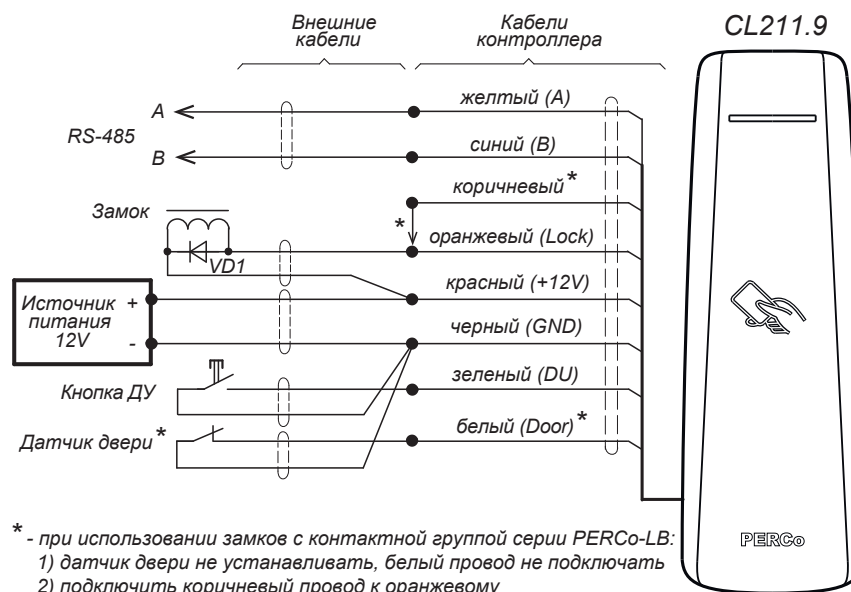 Внешние
кабели
Кабели
контроллера
CL211.9
A
желтый (A)
RS-485
B
синий (B)
коричневый*
Замок
*
оранжевый (Lock)
VD1
красный (+12V)
Источник
питания
12V
+
-
черный (GND)
Кнопка ДУ
зеленый (DU)
Датчик двери*
белый (Door)*
PERCo
* - при использовании замков с контактной группой серии PERCo-LB:
1) датчик двери не устанавливать, белый провод не подключать
2) подключить коричневый провод к оранжевому